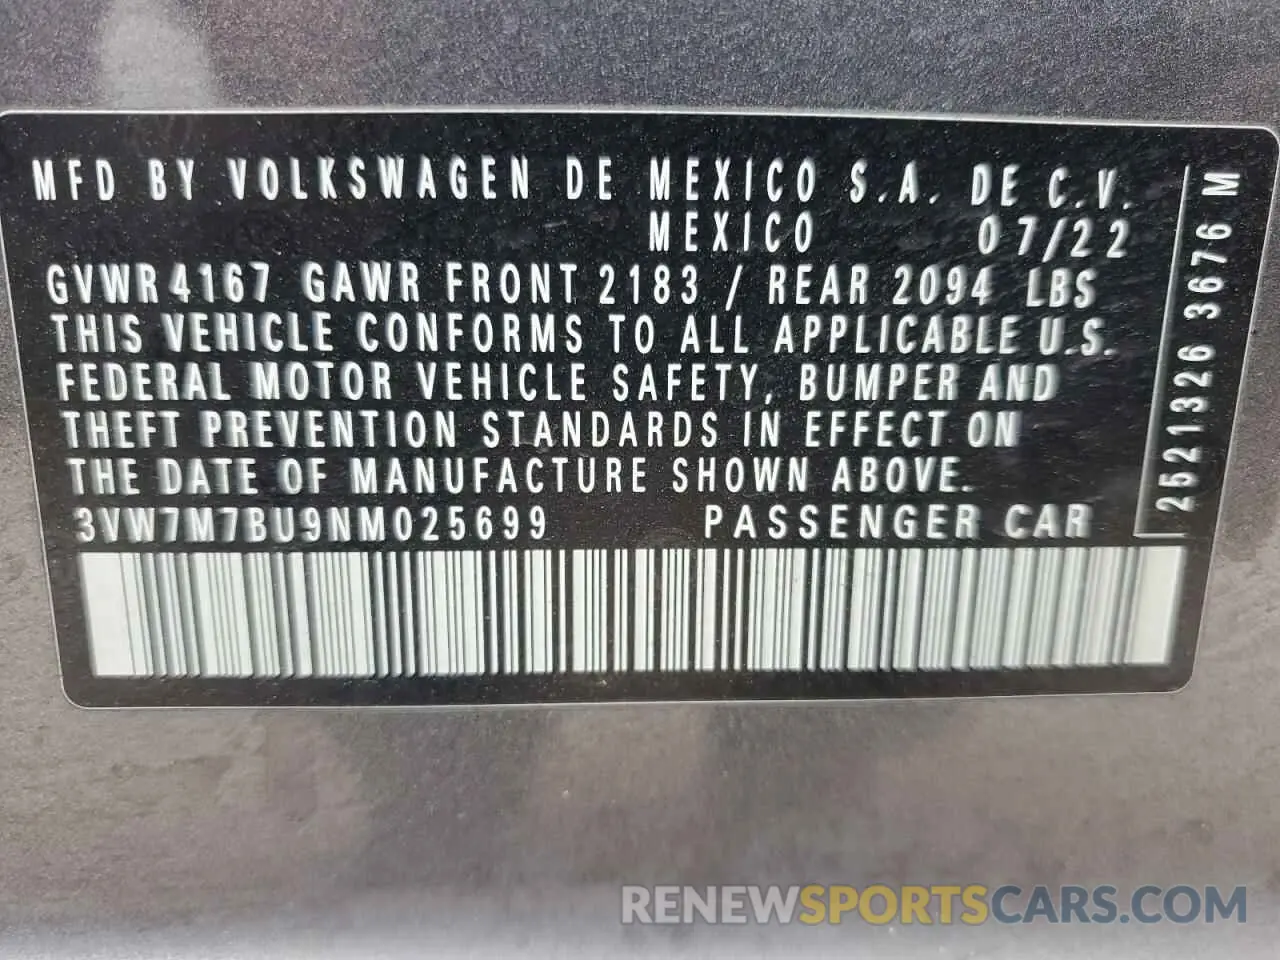 MFD BY VOLKSWAGEN DE MEXICO S.A. DE C.V.
MEXICO 07/22
GVWR 4167 GAWR FRONT 2183 / REAR 2094 LBS
THIS VEHICLE CONFORMS TO ALL APPLICABLE U.S.
FEDERAL MOTOR VEHICLE SAFETY, BUMPER AND
THEFT PREVENTION STANDARDS IN EFFECT ON
THE DATE OF MANUFACTURE SHOWN ABOVE.
3VW7M7BU9NM025699 PASSENGER CAR
2521326 3676 M
RENEWSPORTSCARS.COM